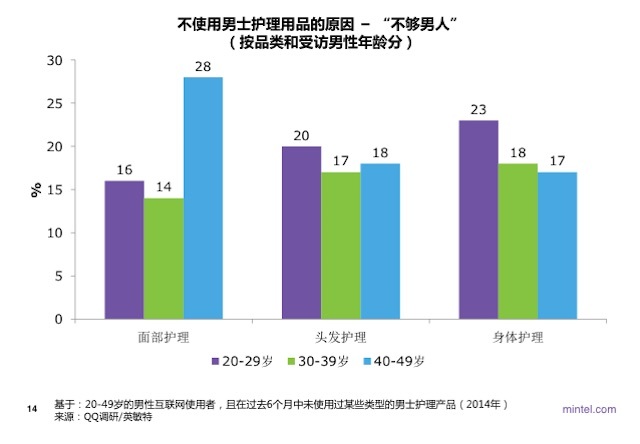 不使用男士护理用品的原因 – “不够男人”
（按品类和受访男性年龄分）
30
25
20
15
10
5
0
%
16
14
28
20
17
18
23
18
17
面部护理
头发护理
身体护理
20-29岁
30-39岁
40-49岁
14
基于：20-49岁的男性互联网使用者，且在过去6个月中未使用过某些类型的男士护理产品（2014年）
来源：QQ调研/英敏特
mintel.com